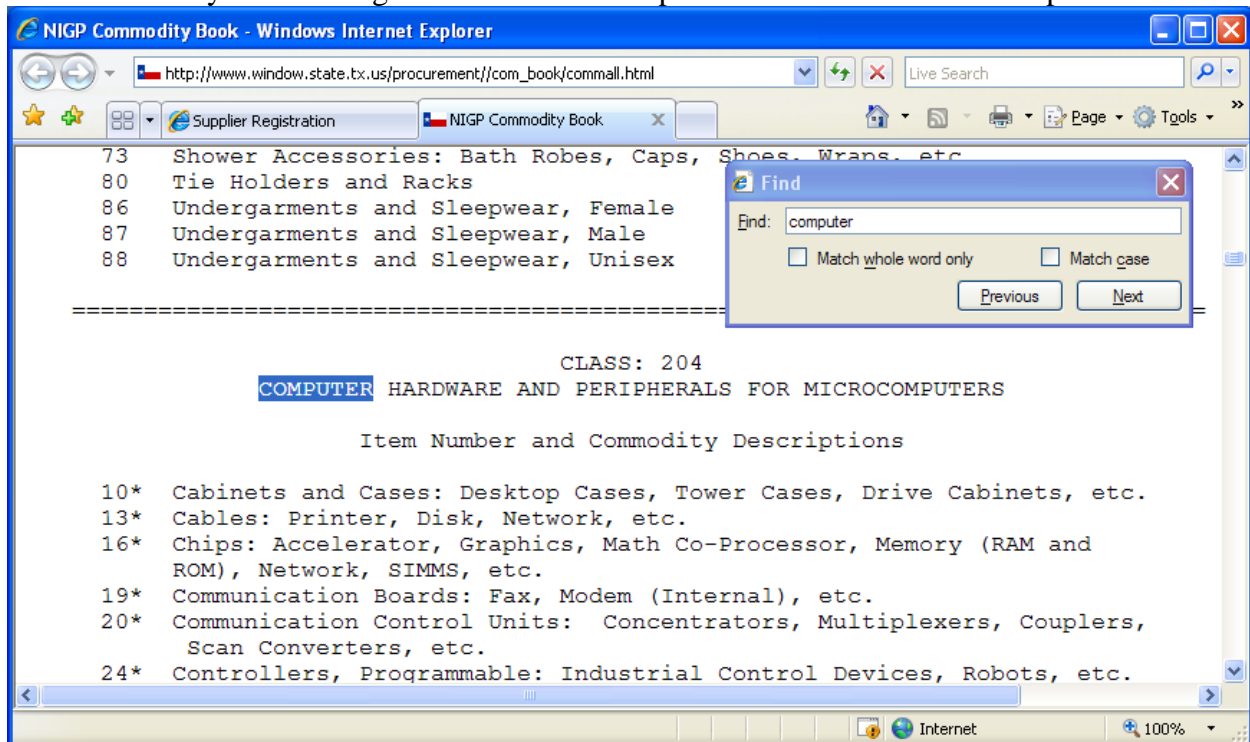 NIGP Commodity Book - Windows Internet Explorer
http://www.window.state.tx.us/procurement//com_book/commall.html
Live Search
Supplier Registration
NIGP Commodity Book X
Page
Tools
73 Shower Accessories: Bath Robes, Caps, Shoes, Wraps, etc
80 Tie Holders and Racks
86 Undergarments and Sleepwear, Female
87 Undergarments and Sleepwear, Male
88 Undergarments and Sleepwear, Unisex
Find
Find: computer
Match whole word only
Match case
Previous
Next
CLASS: 204
COMPUTER HARDWARE AND PERIPHERALS FOR MICROCOMPUTERS
Item Number and Commodity Descriptions
10* Cabinets and Cases: Desktop Cases, Tower Cases, Drive Cabinets, etc.
13* Cables: Printer, Disk, Network, etc.
16* Chips: Accelerator, Graphics, Math Co-Processor, Memory (RAM and
ROM), Network, SIMMS, etc.
19* Communication Boards: Fax, Modem (Internal), etc.
20* Communication Control Units: Concentrators, Multiplexers, Couplers,
Scan Converters, etc.
24* Controllers, Programmable: Industrial Control Devices, Robots, etc.
Internet
100%